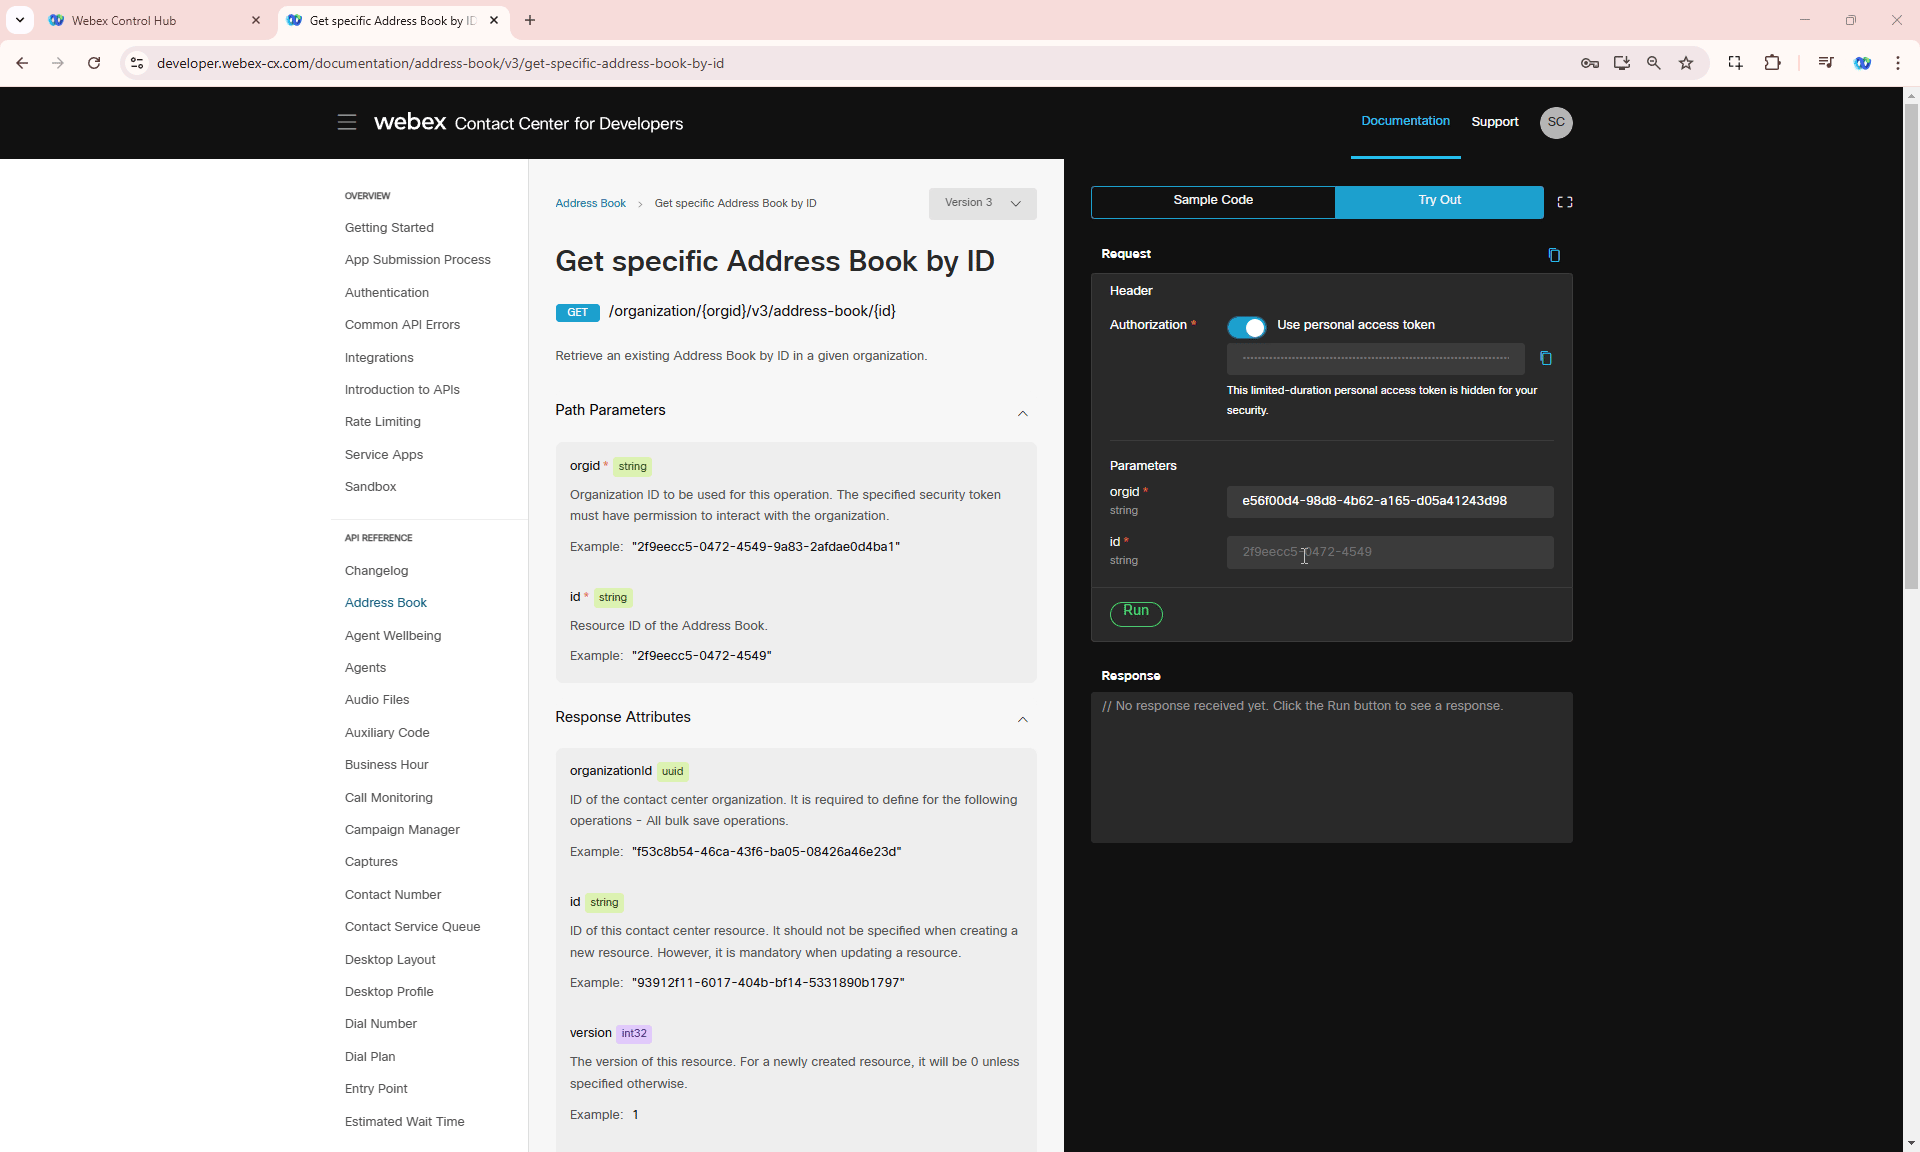 Webex Control Hub
Get specific Address Book by ID
developer.webex-cx.com/documentation/address-book/v3/get-specific-address-book-by-id
webex Contact Center for Developers
Documentation
Support
SC
OVERVIEW
Getting Started
App Submission Process
Authentication
Common API Errors
Integrations
Introduction to APIs
Rate Limiting
Service Apps
Sandbox
API REFERENCE
Changelog
Address Book
Agent Wellbeing
Agents
Audio Files
Auxiliary Code
Business Hour
Call Monitoring
Campaign Manager
Captures
Contact Number
Contact Service Queue
Desktop Layout
Desktop Profile
Dial Number
Dial Plan
Entry Point
Estimated Wait Time
Address Book > Get specific Address Book by ID
Version 3
Get specific Address Book by ID
GET /organization/{orgid}/v3/address-book/{id}
Retrieve an existing Address Book by ID in a given organization.
Path Parameters
orgid * string
Organization ID to be used for this operation. The specified security token
must have permission to interact with the organization.
Example: "2f9eecc5-0472-4549-9a83-2afdae0d4ba1"
id * string
Resource ID of the Address Book.
Example: "2f9eecc5-0472-4549"
Response Attributes
organizationId uuid
ID of the contact center organization. It is required to define for the following
operations - All bulk save operations.
Example: "f53c8b54-46ca-43f6-ba05-08426a46e23d"
id string
ID of this contact center resource. It should not be specified when creating a
new resource. However, it is mandatory when updating a resource.
Example: "93912f11-6017-404b-bf14-5331890b1797"
version int32
The version of this resource. For a newly created resource, it will be 0 unless
specified otherwise.
Example: 1
Sample Code
Try Out
Request
Header
Authorization * Use personal access token
This limited-duration personal access token is hidden for your
security.
Parameters
orgid * e56f00d4-98d8-4b62-a165-d05a41243d98
string
id * 2f9eecc5-0472-4549
string
Run
Response
// No response received yet. Click the Run button to see a response.